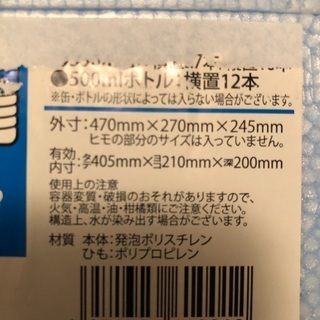 ●500mlボトル:横置12本
※缶・ボトルの形状によっては入らない場合がございます。
外寸:470mm×270mm×245mm
ヒモの部分のサイズは入っていません。
有効内寸:タテ405mm×ヨコ210mm×深200mm
使用上の注意
容器変質・破損のおそれがありますので、
火気・高温・油・柑橘類にご注意ください。
構造上、水が染み出す場合がございます。
材質 本体:発泡ポリスチレン
ひも:ポリプロピレン